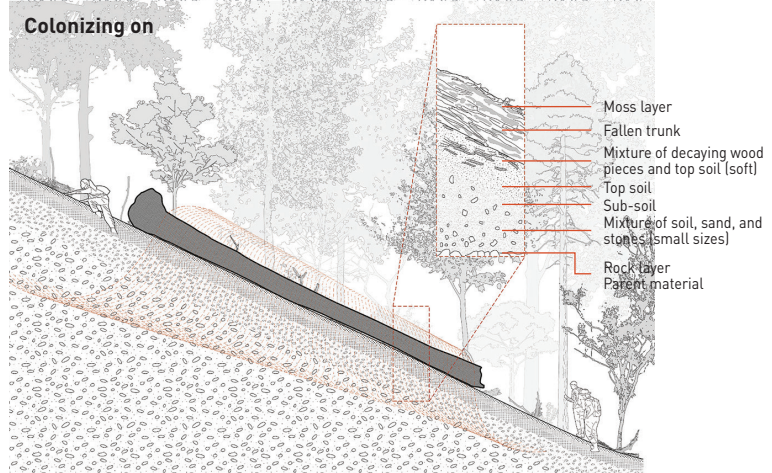 Colonizing on
Moss layer
Fallen trunk
Mixture of decaying wood
pieces and top soil (soft)
Top soil
Sub-soil
Mixture of soil, sand, and
stones (small sizes)
Rock layer
Parent material